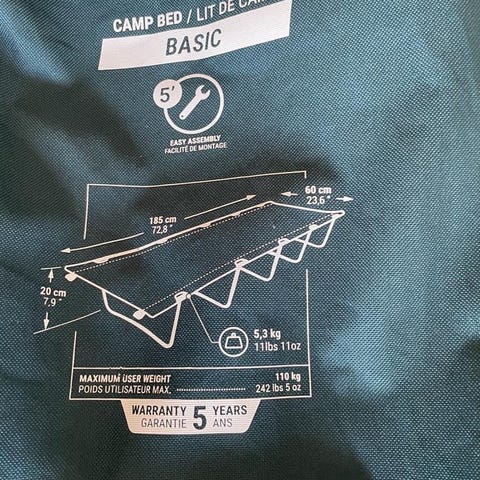 CAMP BED / LIT DE CAM
BASIC
5'
EASY ASSEMBLY
FACILITÉ DE MONTAGE
60 cm
23,6 "
185 cm
72,8"
20 cm
7,9"
5,3 kg
11lbs 11oz
MAXIMUM USER WEIGHT 110 kg
POIDS UTILISATEUR MAX. 242 lbs 5 oz
WARRANTY 5 YEARS
GARANTIE ANS